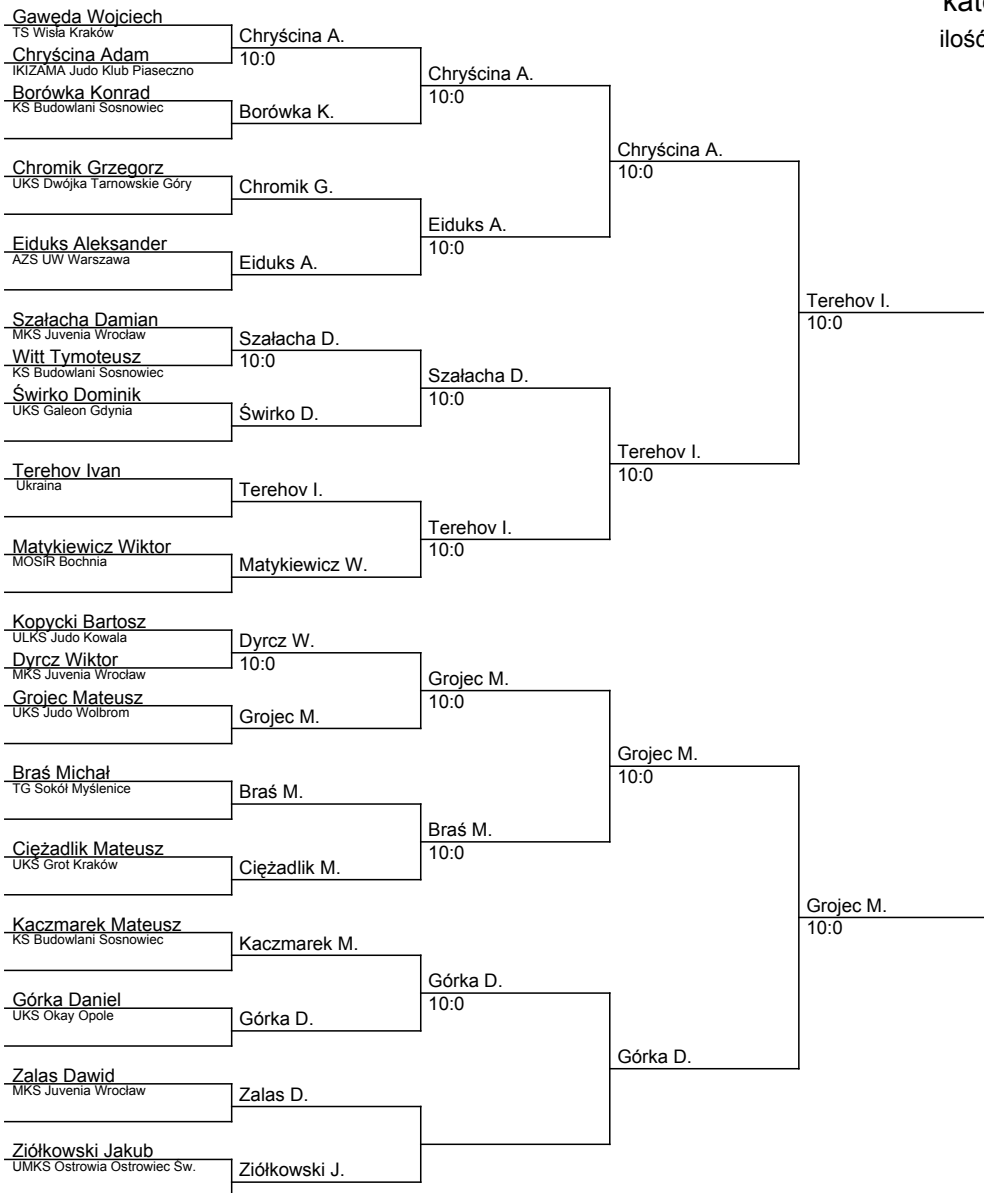 kat
ilość
Gawęda Wojciech
TS Wisła Kraków
Chryścina Adam
IKIZAMA Judo Klub Piaseczno
Borówka Konrad
KS Budowlani Sosnowiec
Chromik Grzegorz
UKS Dwójka Tarnowskie Góry
Eiduks Aleksander
AZS UW Warszawa
Szałacha Damian
MKS Juvenia Wrocław
Witt Tymoteusz
KS Budowlani Sosnowiec
Świrko Dominik
UKS Galeon Gdynia
Terehov Ivan
Ukraina
Matykiewicz Wiktor
MOSiR Bochnia
Kopycki Bartosz
ULKS Judo Kowala
Dyrcz Wiktor
MKS Juvenia Wrocław
Grojec Mateusz
UKS Judo Wolbrom
Braś Michał
TG Sokół Myślenice
Ciężadlik Mateusz
UKS Grot Kraków
Kaczmarek Mateusz
KS Budowlani Sosnowiec
Górka Daniel
UKS Okay Opole
Zalas Dawid
MKS Juvenia Wrocław
Ziółkowski Jakub
UMKS Ostrowia Ostrowiec Św.
Chryścina A.
10:0
Borówka K.
Chromik G.
Eiduks A.
Szałacha D.
10:0
Świrko D.
Terehov I.
Matykiewicz W.
Dyrcz W.
10:0
Grojec M.
Braś M.
Ciężadlik M.
Kaczmarek M.
Górka D.
Zalas D.
Ziółkowski J.
Chryścina A.
10:0
Eiduks A.
10:0
Szałacha D.
10:0
Terehov I.
10:0
Grojec M.
10:0
Braś M.
10:0
Górka D.
10:0
Chryścina A.
10:0
Terehov I.
10:0
Grojec M.
10:0
Górka D.
Terehov I.
10:0
Grojec M.
10:0